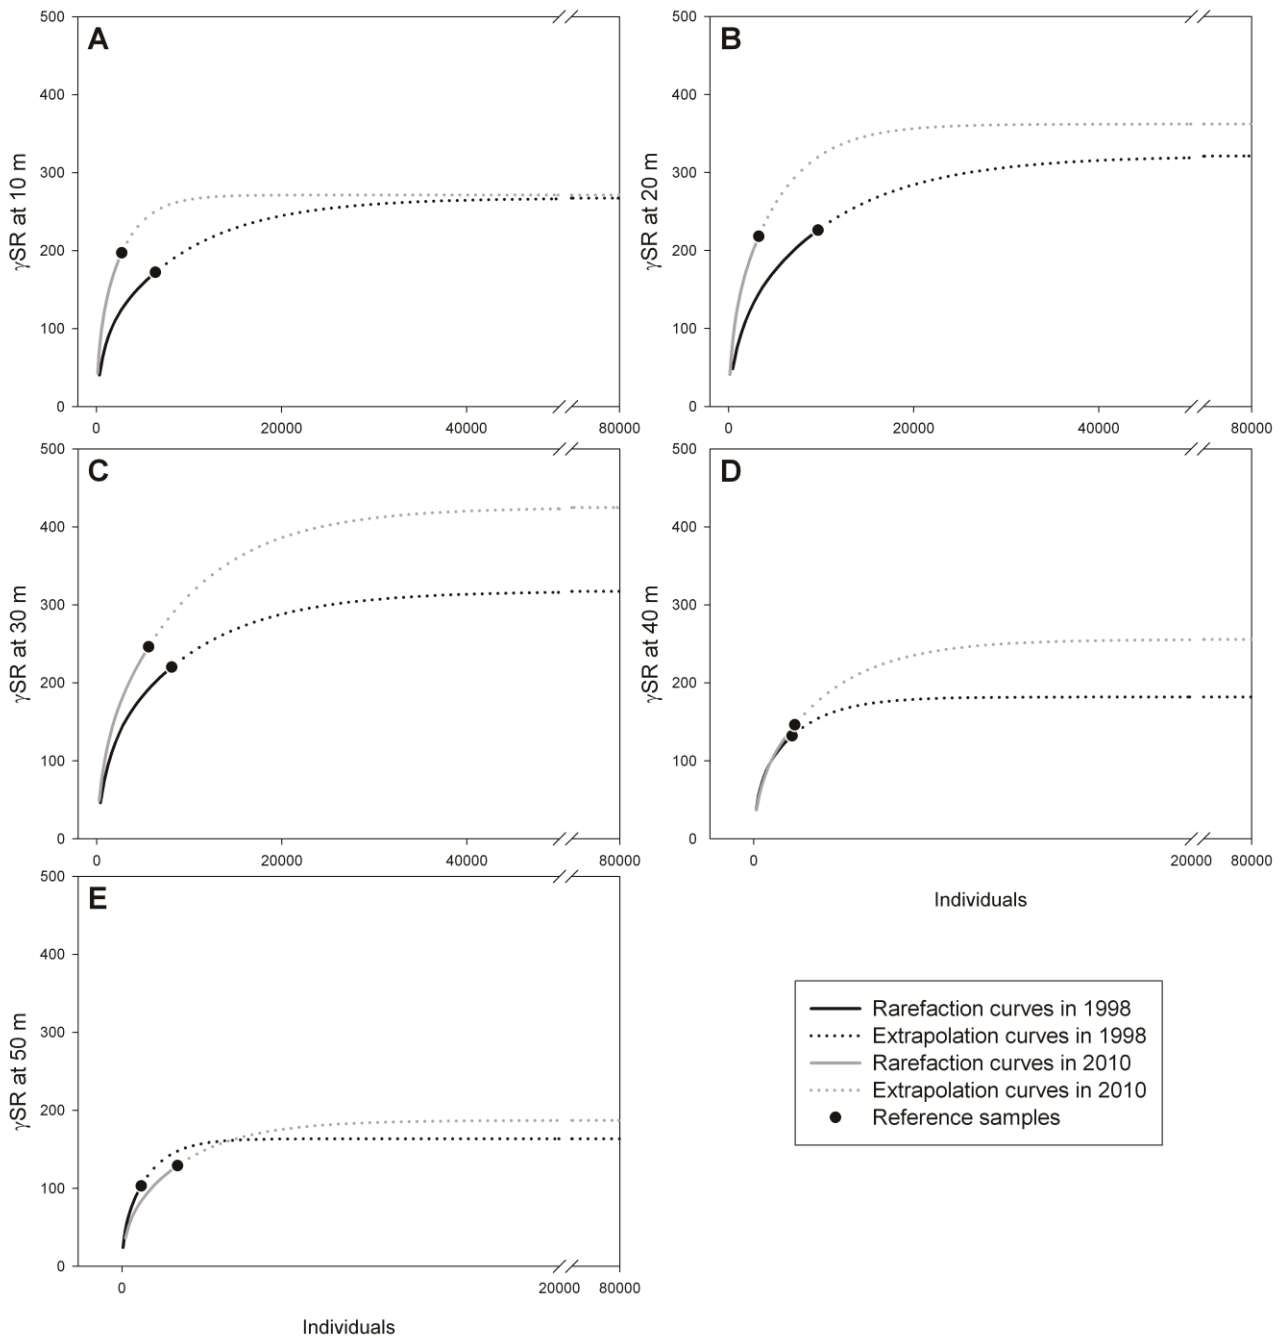 A
500
400
300
200
100
0
γSR at 10 m
0 20000 40000 80000
B
500
400
300
200
100
0
γSR at 20 m
0 20000 40000 80000
C
500
400
300
200
100
0
γSR at 30 m
0 20000 40000 80000
D
500
400
300
200
100
0
γSR at 40 m
0 20000 80000
Individuals
E
500
400
300
200
100
0
γSR at 50 m
0 20000 80000
Individuals
Rarefaction curves in 1998
Extrapolation curves in 1998
Rarefaction curves in 2010
Extrapolation curves in 2010
Reference samples